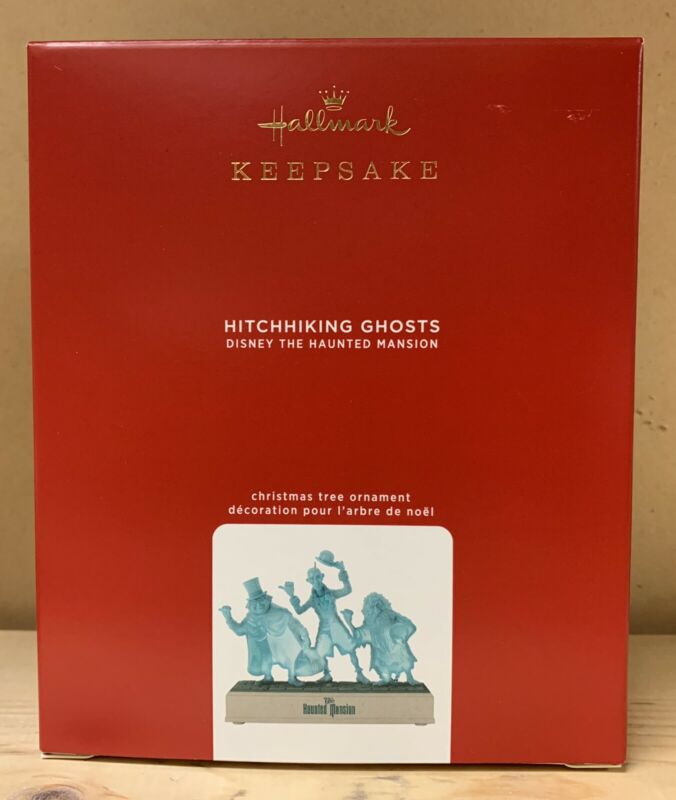 Hallmark
KEEPSAKE
HITCHHIKING GHOSTS
DISNEY THE HAUNTED MANSION
christmas tree ornament
décoration pour l'arbre de noël
The
Haunted Mansion